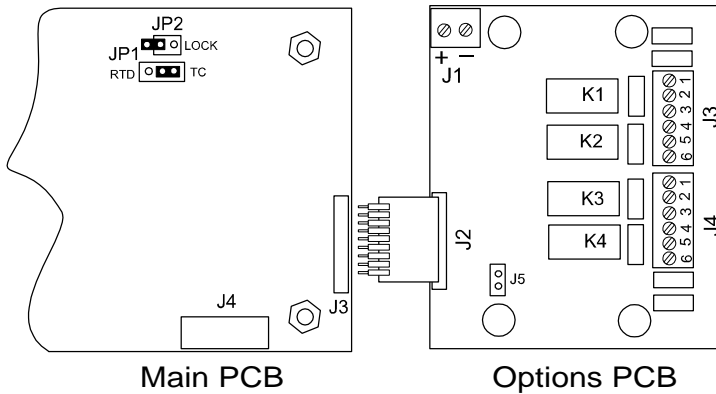 JP2
LOCK
JP1
RTD
TC
J4
J3
Main PCB
+ −
J1
K1
K2
K3
K4
J2
J5
1 2 3 4 5 6
J3
1 2 3 4 5 6
J4
Options PCB